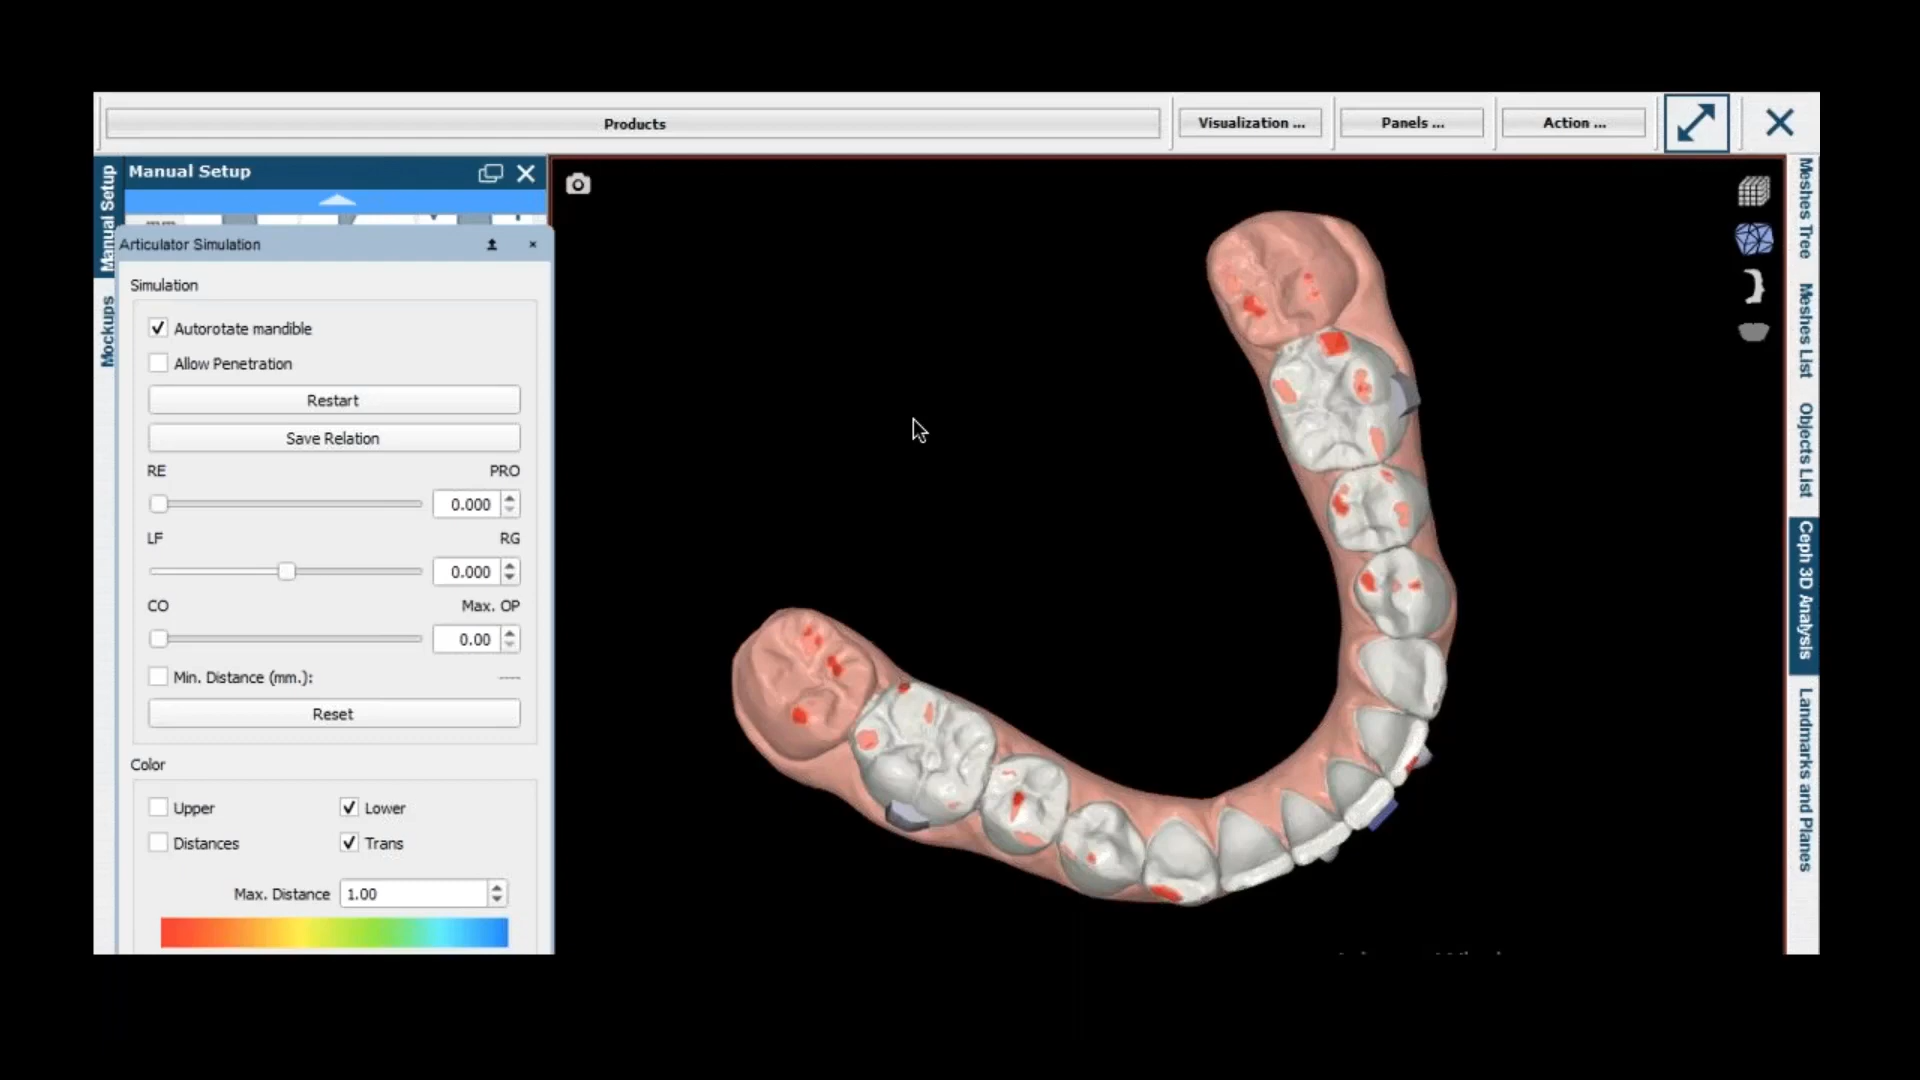 Products
Visualization ...
Panels ...
Action ...
Manual Setup
Manual Setup
Mockups
Articulator Simulation
Simulation
Autorotate mandible
Allow Penetration
Restart
Save Relation
RE PRO
0.000
LF RG
0.000
CO Max. OP
0.00
Min. Distance (mm.): ----
Reset
Color
Upper Lower
Distances Trans
Max. Distance 1.00
Meshes Tree
Meshes List
Objects List
Ceph 3D Analysis
Landmarks and Planes